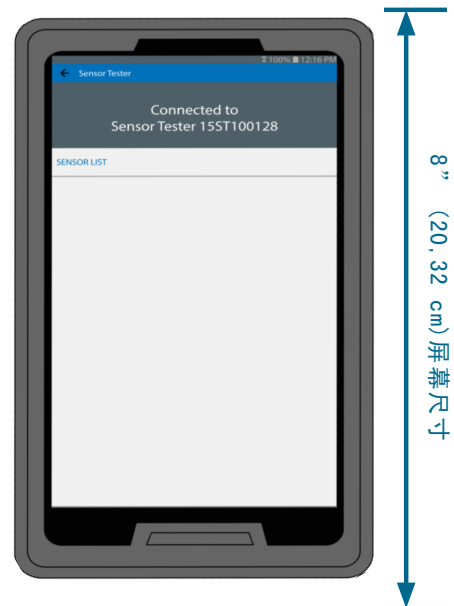 100% 12:16 PM
Sensor Tester
Connected to
Sensor Tester 15ST100128
SENSOR LIST
8” (20,32 cm)屏幕尺寸